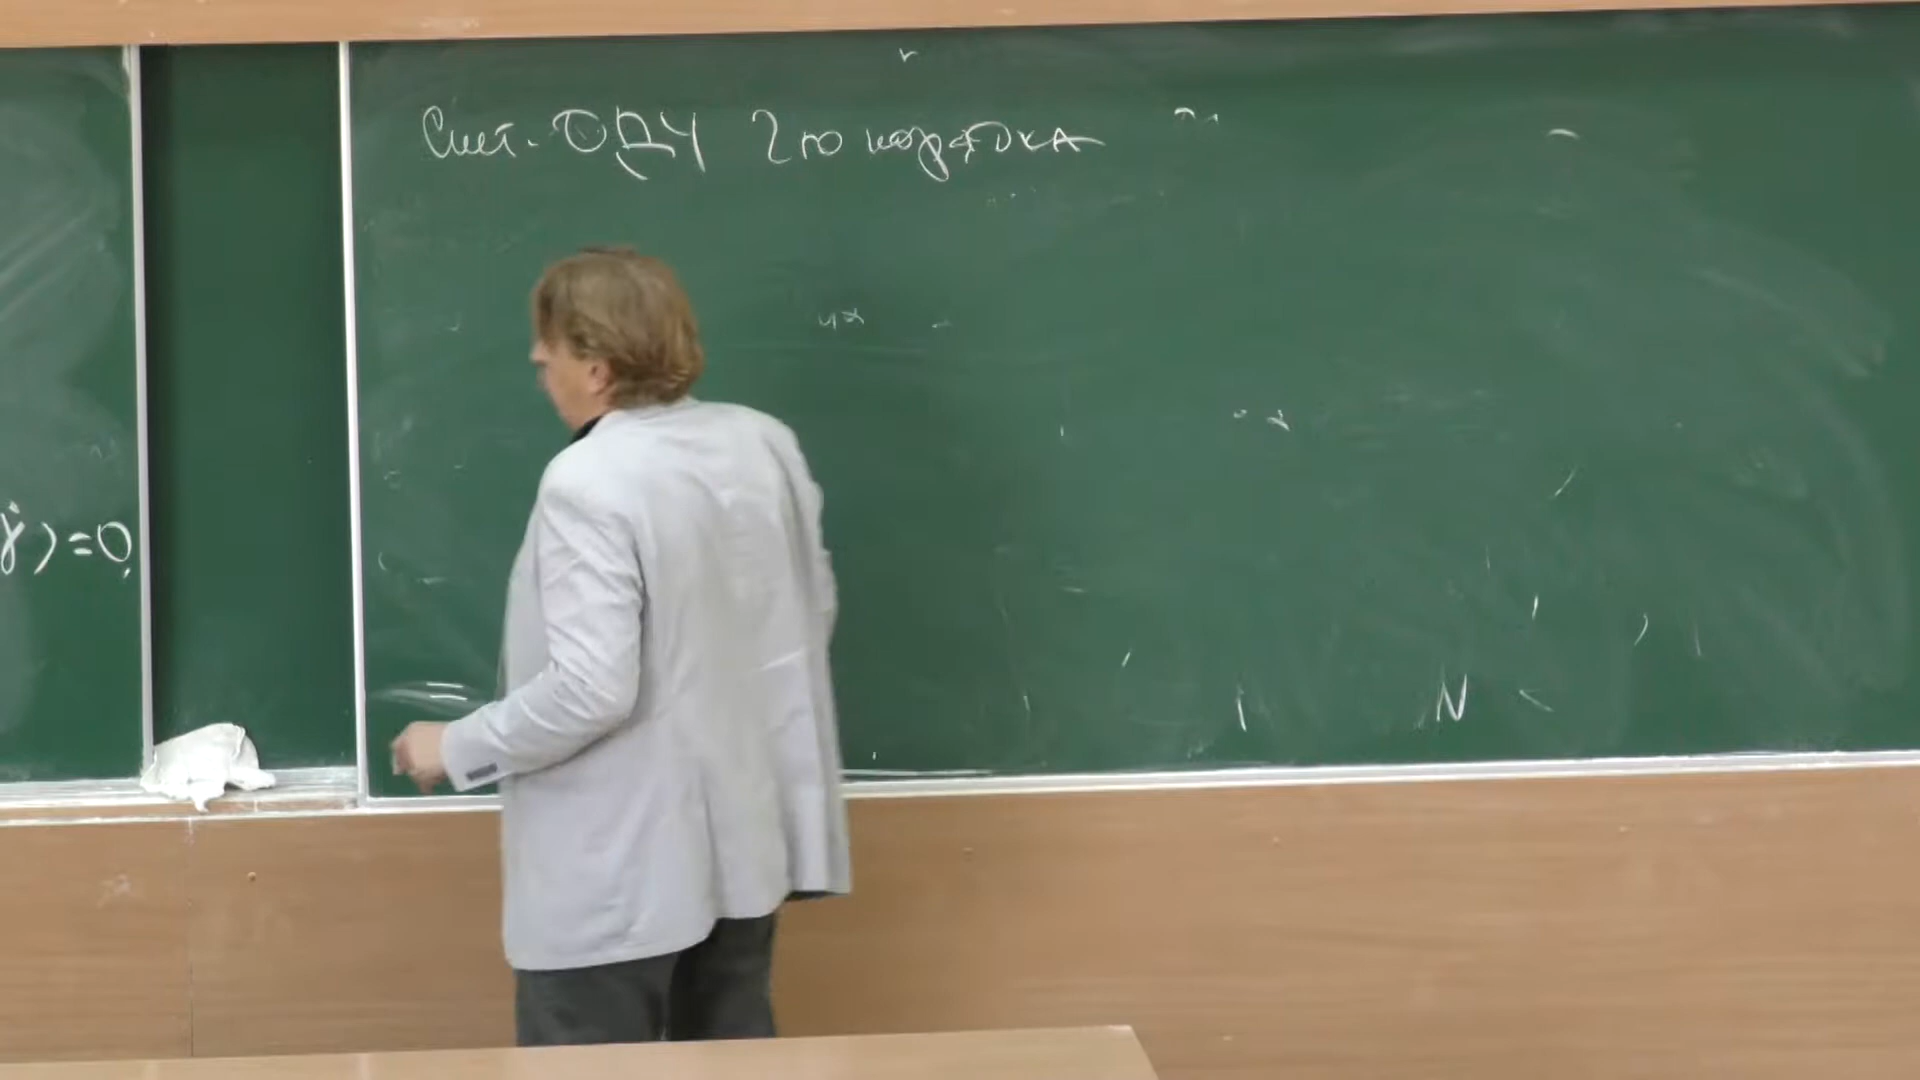 Сист. ОДУ 2го порядка
γ̇)=0,
N